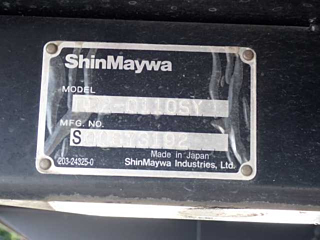 ShinMaywa
MODEL
MFG. NO.
S
Made in Japan
203-24325-0
ShinMaywa Industries, Ltd.